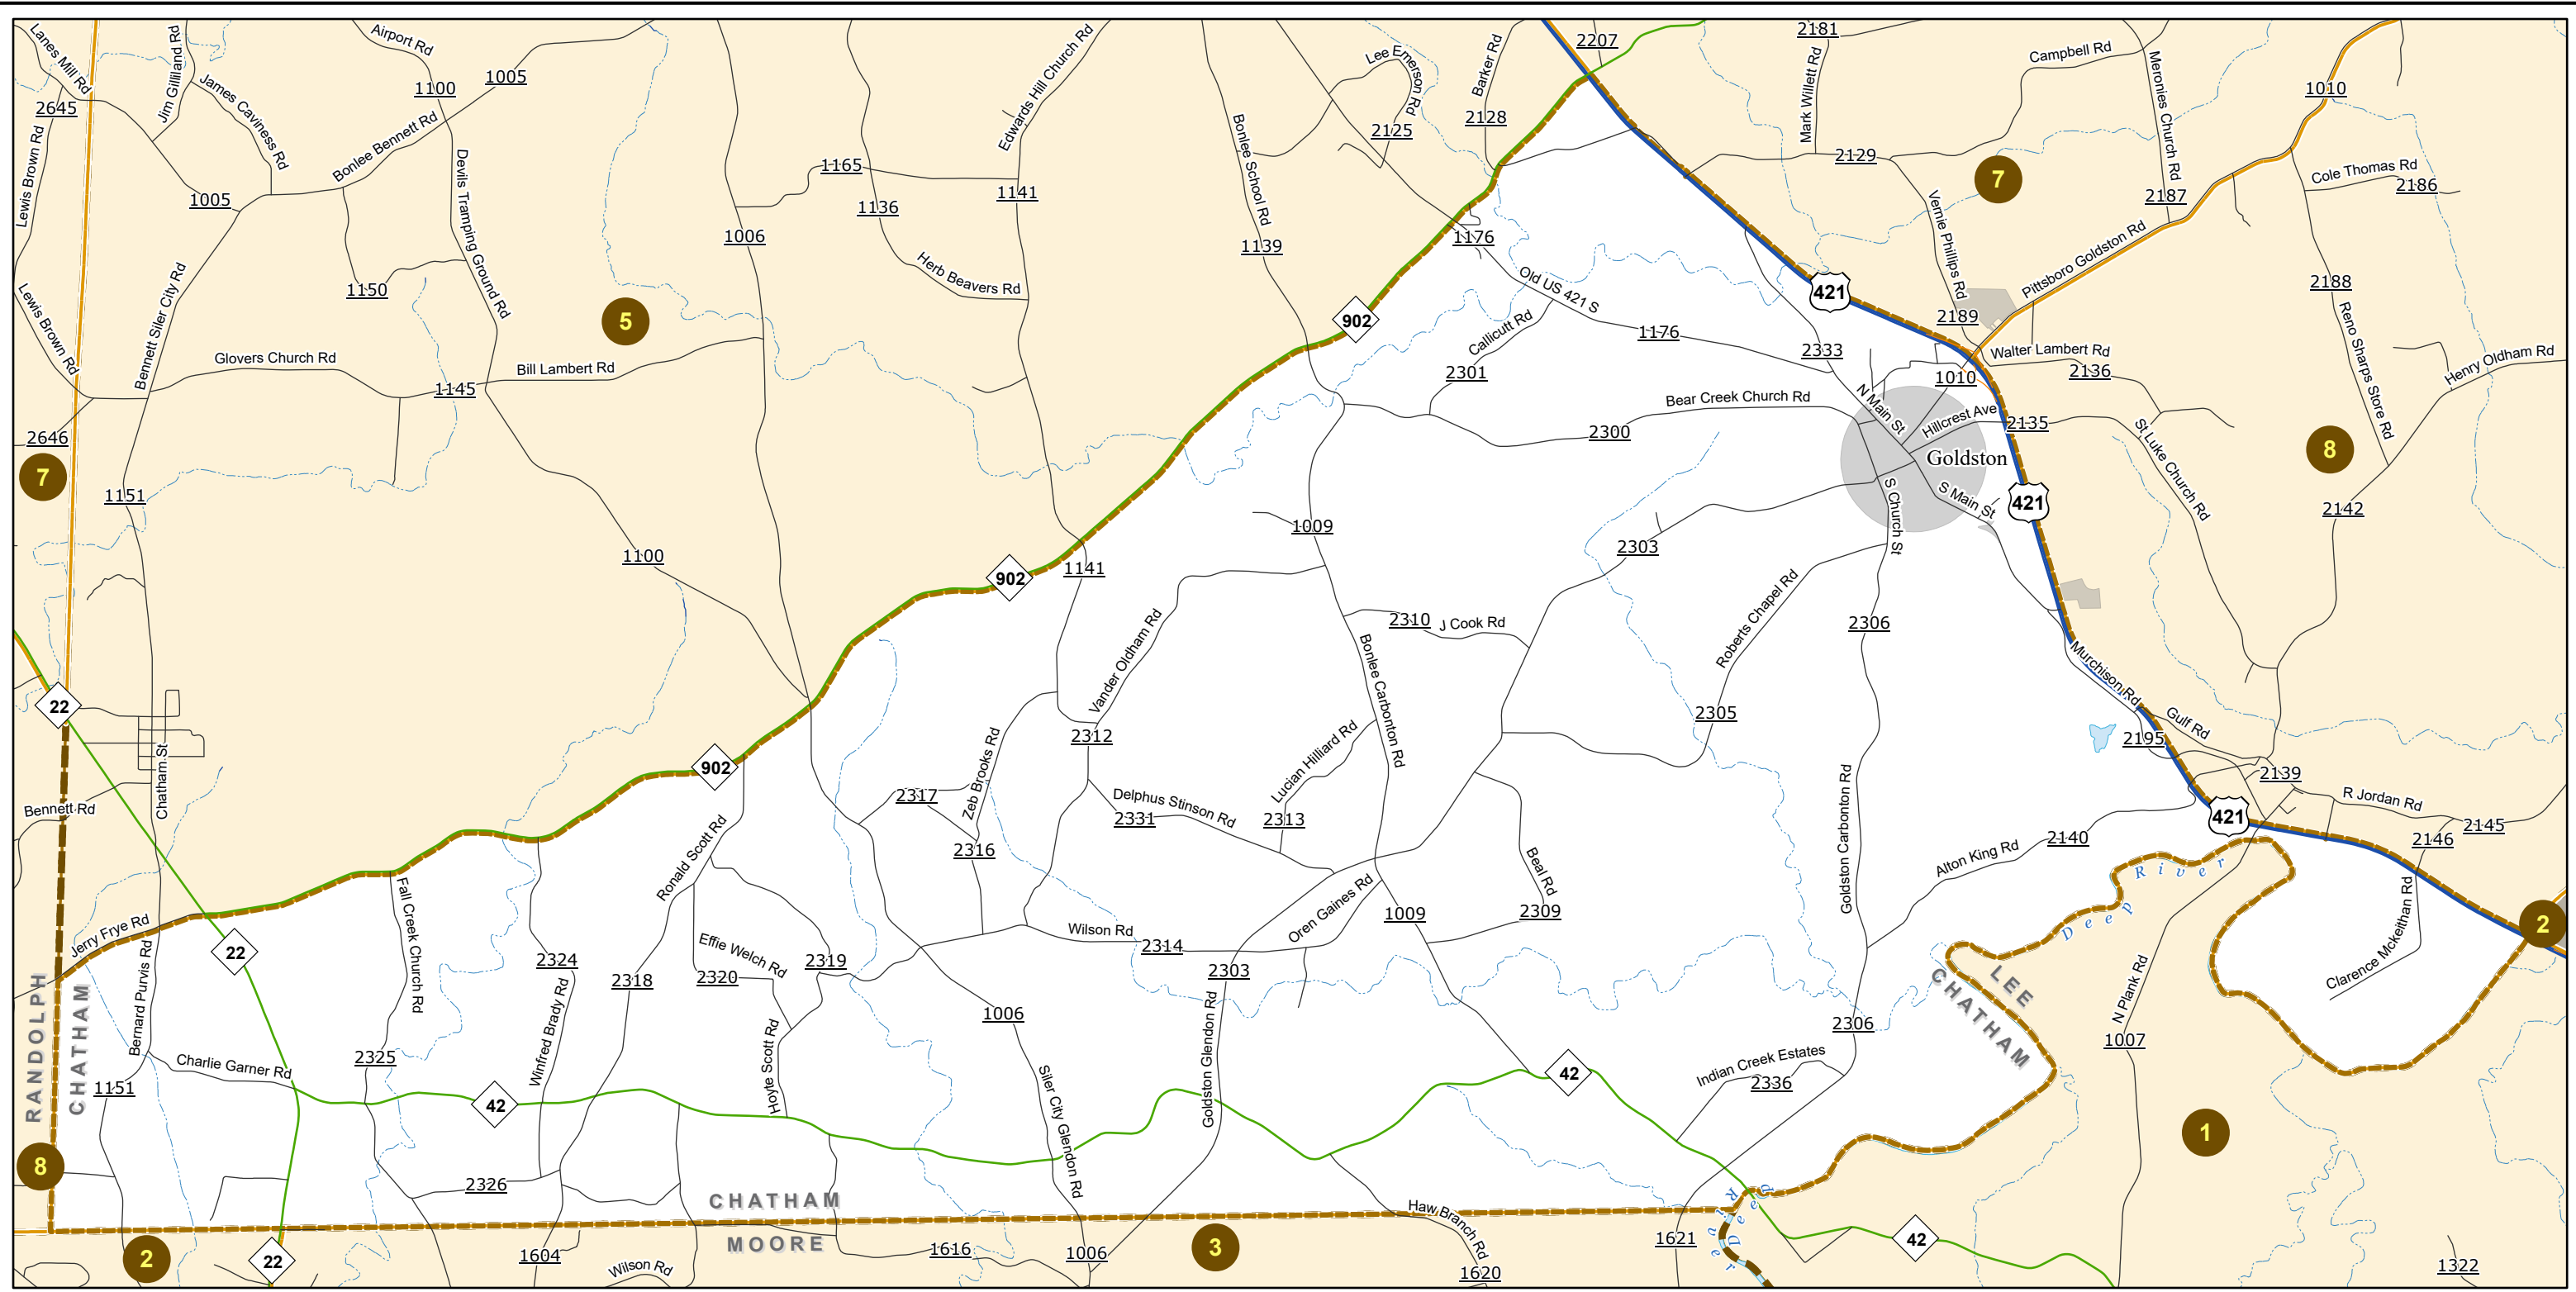 Lanes Mill Rd
2645
Lewis Brown Rd
Jim Gilliland Rd
James Caviness Rd
Airport Rd
1100
1005
Bonlee Bennett Rd
1005
Devils Tramping Ground Rd
1150
Lewis Brown Rd
Bennett Siler City Rd
Glovers Church Rd
1145
Bill Lambert Rd
5
2646
7
1151
1100
1006
1165
1136
Herb Beavers Rd
Edwards Hill Church Rd
1141
Bonlee School Rd
1139
Lee Emerson Rd
2125
Barker Rd
2128
1176
2207
2181
Mark Willett Rd
2129
Campbell Rd
Meronies Church Rd
2187
7
1010
Cole Thomas Rd
2186
Vernie Phillips Rd
2189
Pittsboro Goldston Rd
2188
Reno Sharps Store Rd
Henry Oldham Rd
902
Old US 421 S
Callicutt Rd
2301
1176
421
2333
Walter Lambert Rd
2136
1010
N Main St
Hillcrest Ave
2135
Bear Creek Church Rd
2300
Goldston
S Main St
S Church St
421
St Luke Church Rd
8
2142
1009
2303
902
1141
Vander Oldham Rd
2310
J Cook Rd
Bonlee Carbonton Rd
Roberts Chapel Rd
2306
2305
Murchison Rd
Gulf Rd
2195
2139
R Jordan Rd
2145
2146
421
22
Chatham St
Bennett Rd
902
2312
Zeb Brooks Rd
2317
2316
Delphus Stinson Rd
2331
Lucian Hilliard Rd
2313
Beal Rd
2309
Goldston Carbonton Rd
Alton King Rd
2140
Deep River
Clarence Mckeithan Rd
2
Ronald Scott Rd
Jerry Frye Rd
Fall Creek Church Rd
22
2324
2318
Effie Welch Rd
2320
2319
Wilson Rd
2314
Oren Gaines Rd
1009
2303
RANDOLPH
CHATHAM
Bernard Purvis Rd
Charlie Garner Rd
1151
2325
Winfred Brady Rd
42
Hoyte Scott Rd
1006
Siler City Glendon Rd
Goldston Glendon Rd
42
Indian Creek Estates
2336
2306
LEE
CHATHAM
N Plank Rd
1007
1
8
2326
CHATHAM
MOORE
Haw Branch Rd
Deep River
2
22
1604
Wilson Rd
1616
1006
3
1620
1621
42
1322